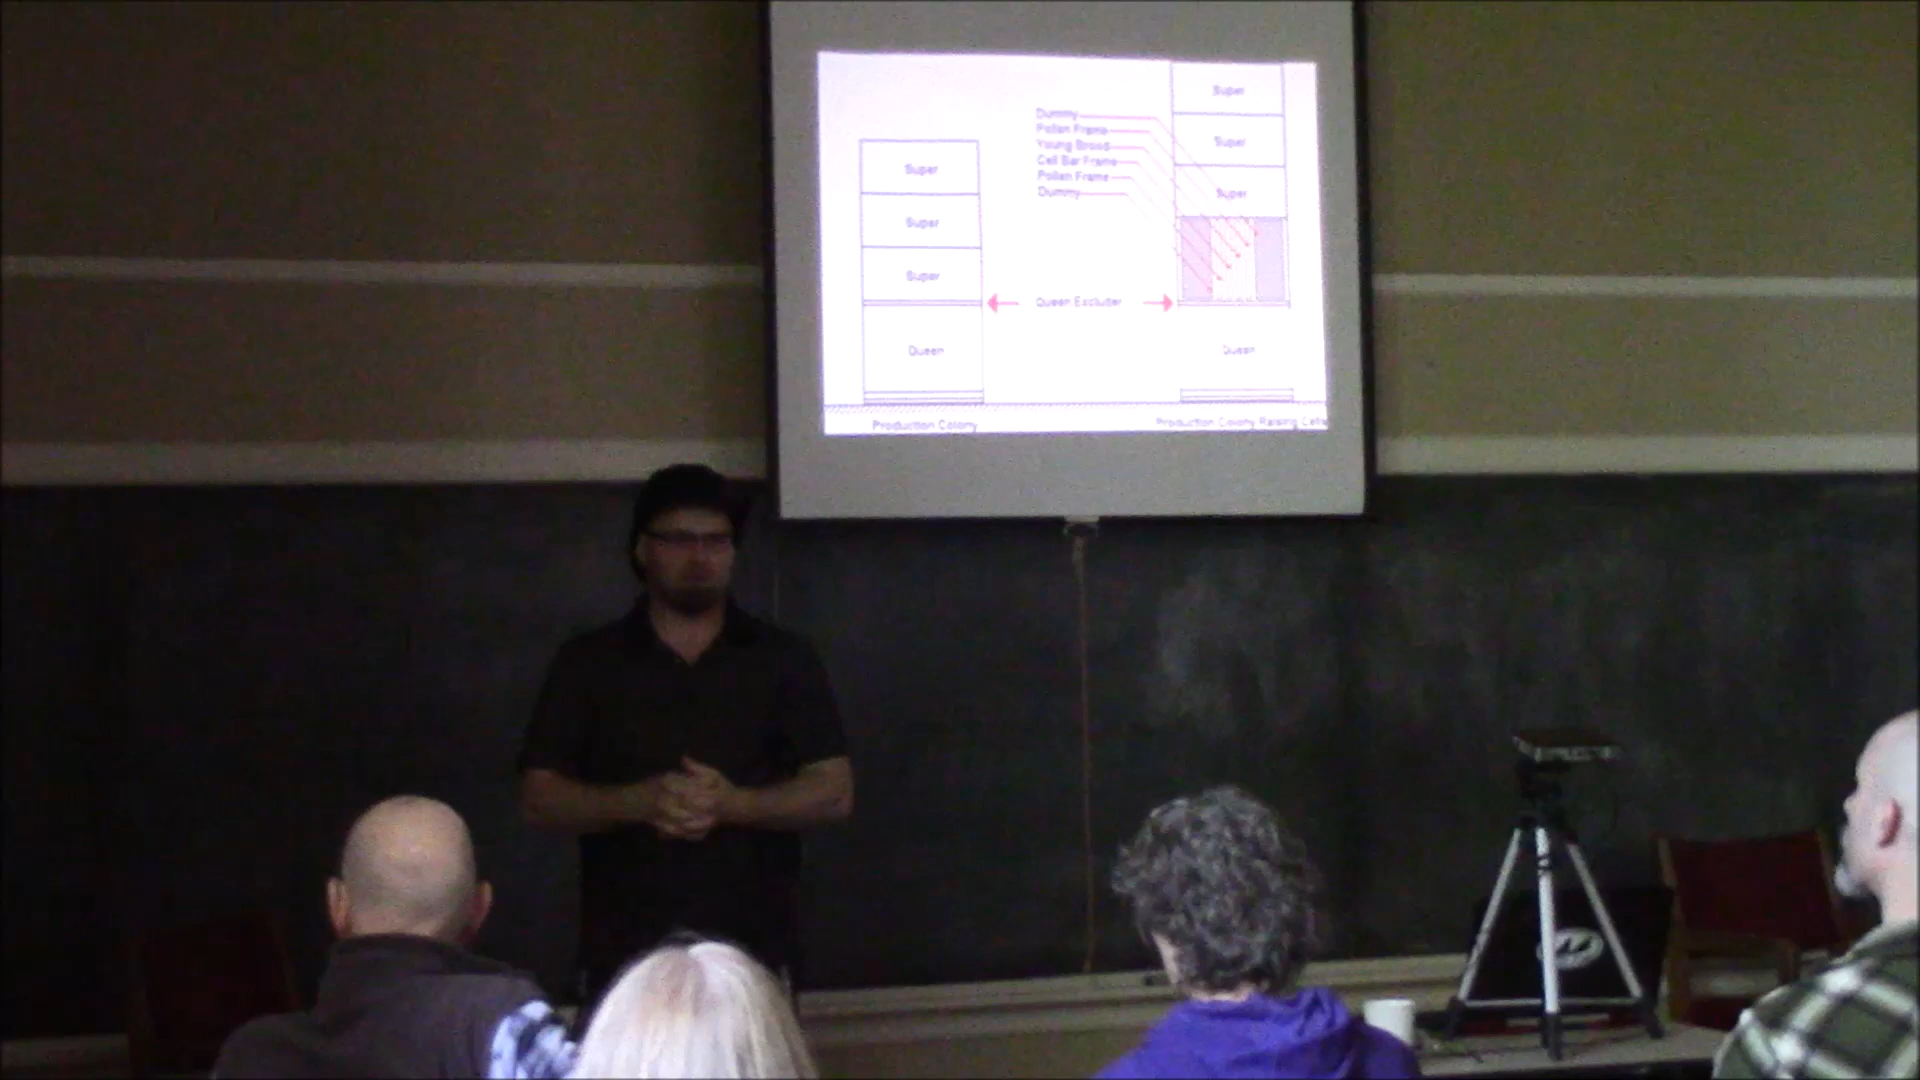 Super
Super
Super
Queen
Production Colony
Dummy
Pollen Frame
Young Brood
Cell Bar Frame
Pollen Frame
Dummy
Queen Excluder
Super
Super
Super
Queen
Production Colony Raising Cells